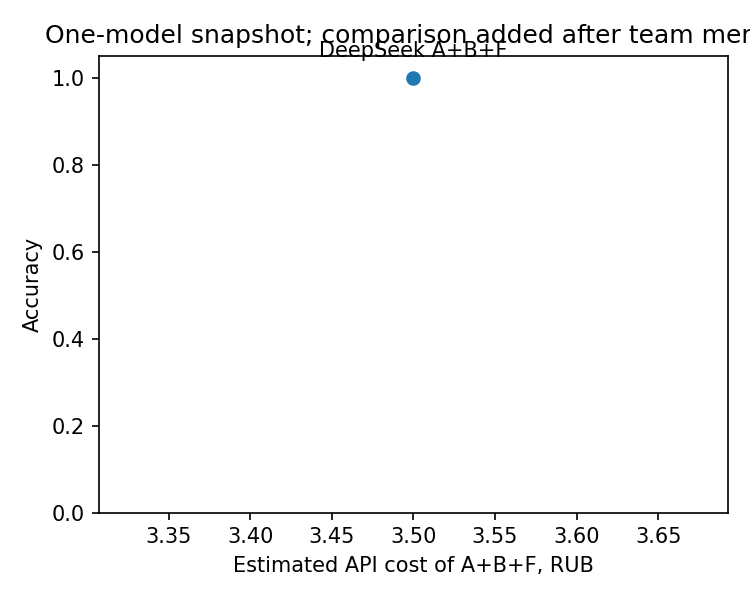 One-model snapshot; comparison added after team mer
DeepSeek A+B+F
1.0
0.8
0.6
0.4
0.2
0.0
Accuracy
3.35 3.40 3.45 3.50 3.55 3.60 3.65
Estimated API cost of A+B+F, RUB